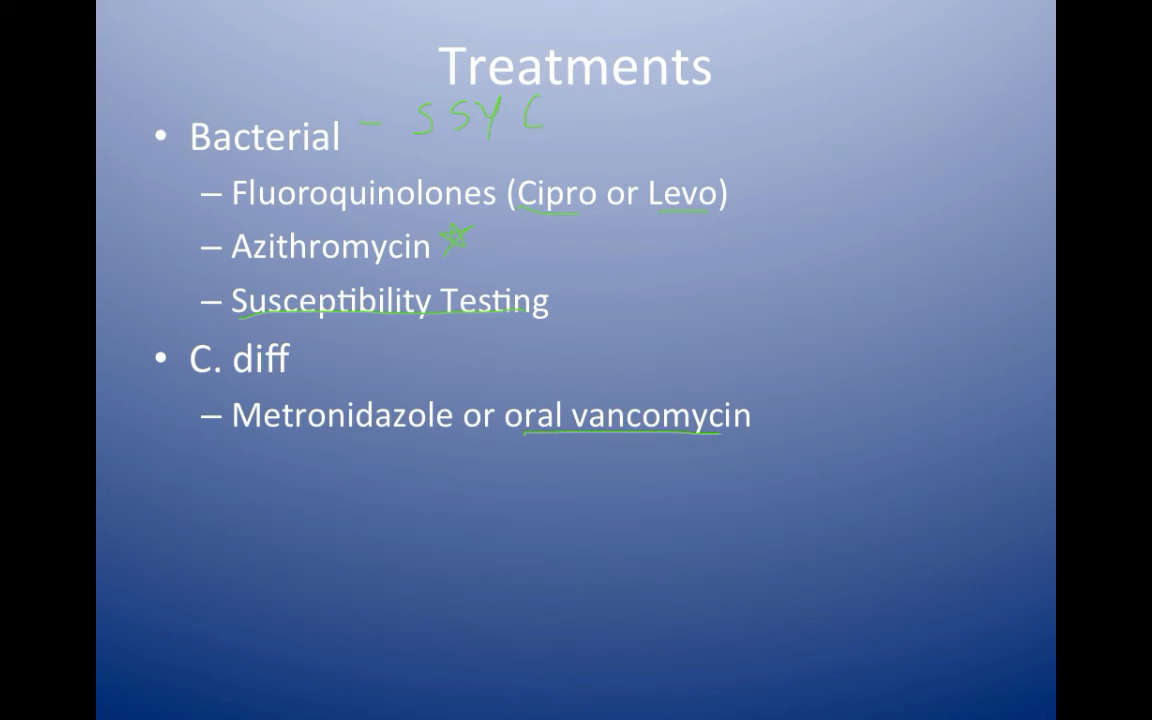 Treatments
• Bacterial – SSYC
– Fluoroquinolones (Cipro or Levo)
– Azithromycin
– Susceptibility Testing
• C. diff
– Metronidazole or oral vancomycin